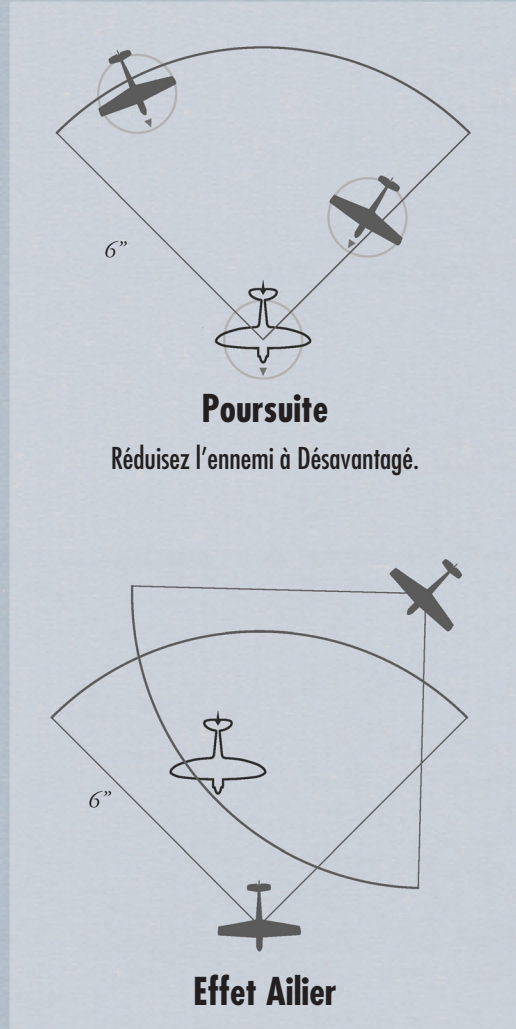 6”
Poursuite
Réduisez l’ennemi à Désavantagé.
6”
Effet Ailier